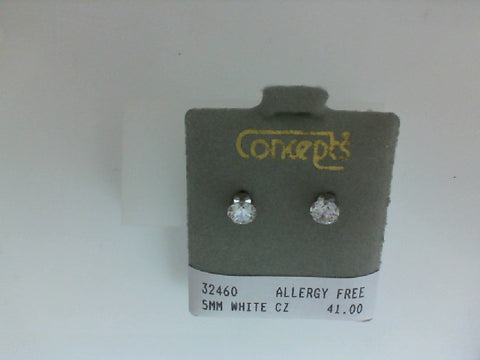 Concepts
32460 ALLERGY FREE
5MM WHITE CZ 41.00